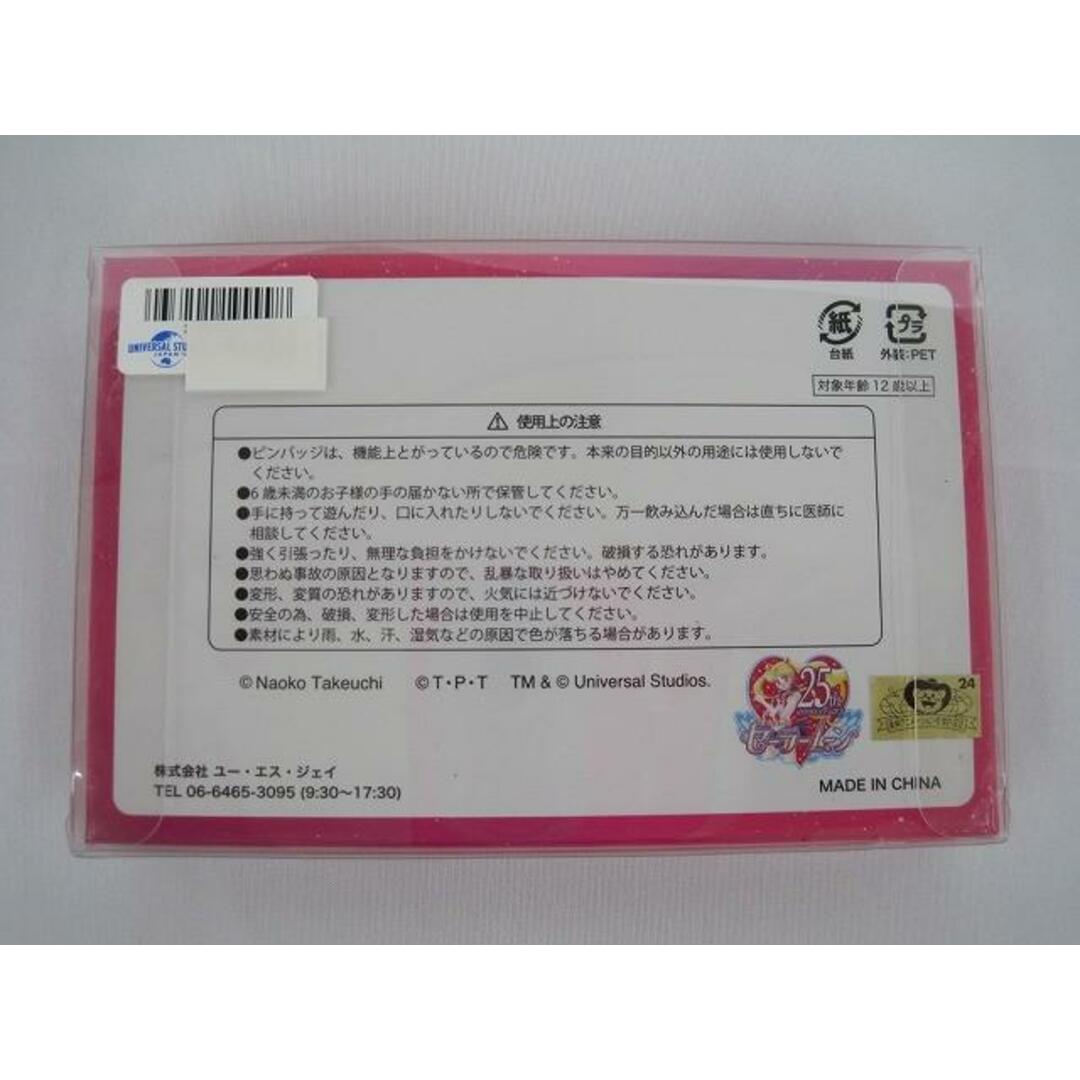 UNIVERSAL STU
JAPAN
紙
台紙
プラ
外装:PET
対象年齢12歳以上
使用上の注意
●ピンバッジは、機能上とがっているので危険です。本来の目的以外の用途には使用しないで
ください。
●6歳未満のお子様の手の届かない所で保管してください。
●手に持って遊んだり、口に入れたりしないでください。万一飲み込んだ場合は直ちに医師に
相談してください。
●強く引張ったり、無理な負担をかけないでください。破損する恐れがあります。
●思わぬ事故の原因となりますので、乱暴な取り扱いはやめてください。
●変形、変質の恐れがありますので、火気には近づけないでください。
●安全の為、破損、変形した場合は使用を中止してください。
●素材により雨、水、汗、湿気などの原因で色が落ちる場合があります。
©Naoko Takeuchi ©T・P・T TM & © Universal Studios.
25th
セーラームーン
24
株式会社 ユー・エス・ジェイ
TEL 06-6465-3095 (9:30〜17:30)
MADE IN CHINA